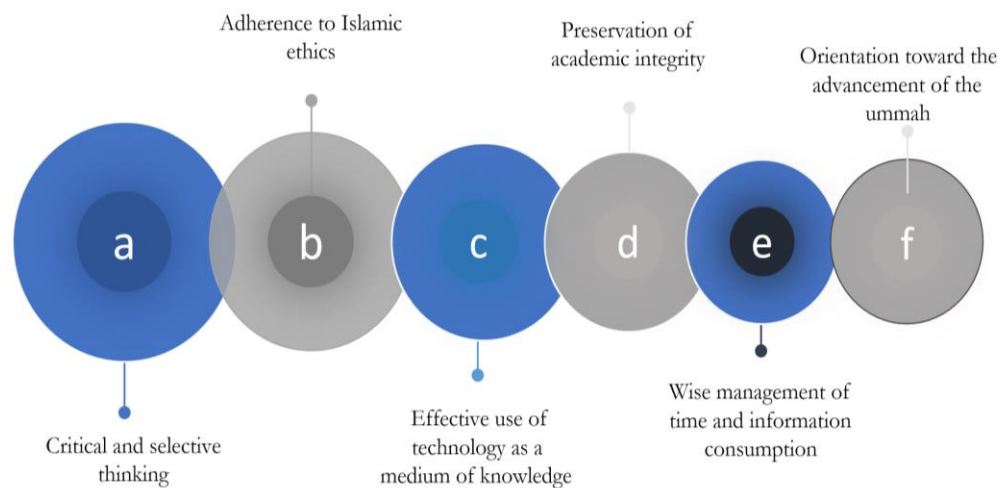 Adherence to Islamic
ethics
Preservation of
academic integrity
Orientation toward the
advancement of the
ummah
a
b
c
d
e
f
Critical and selective
thinking
Effective use of
technology as a
medium of knowledge
Wise management of
time and information
consumption